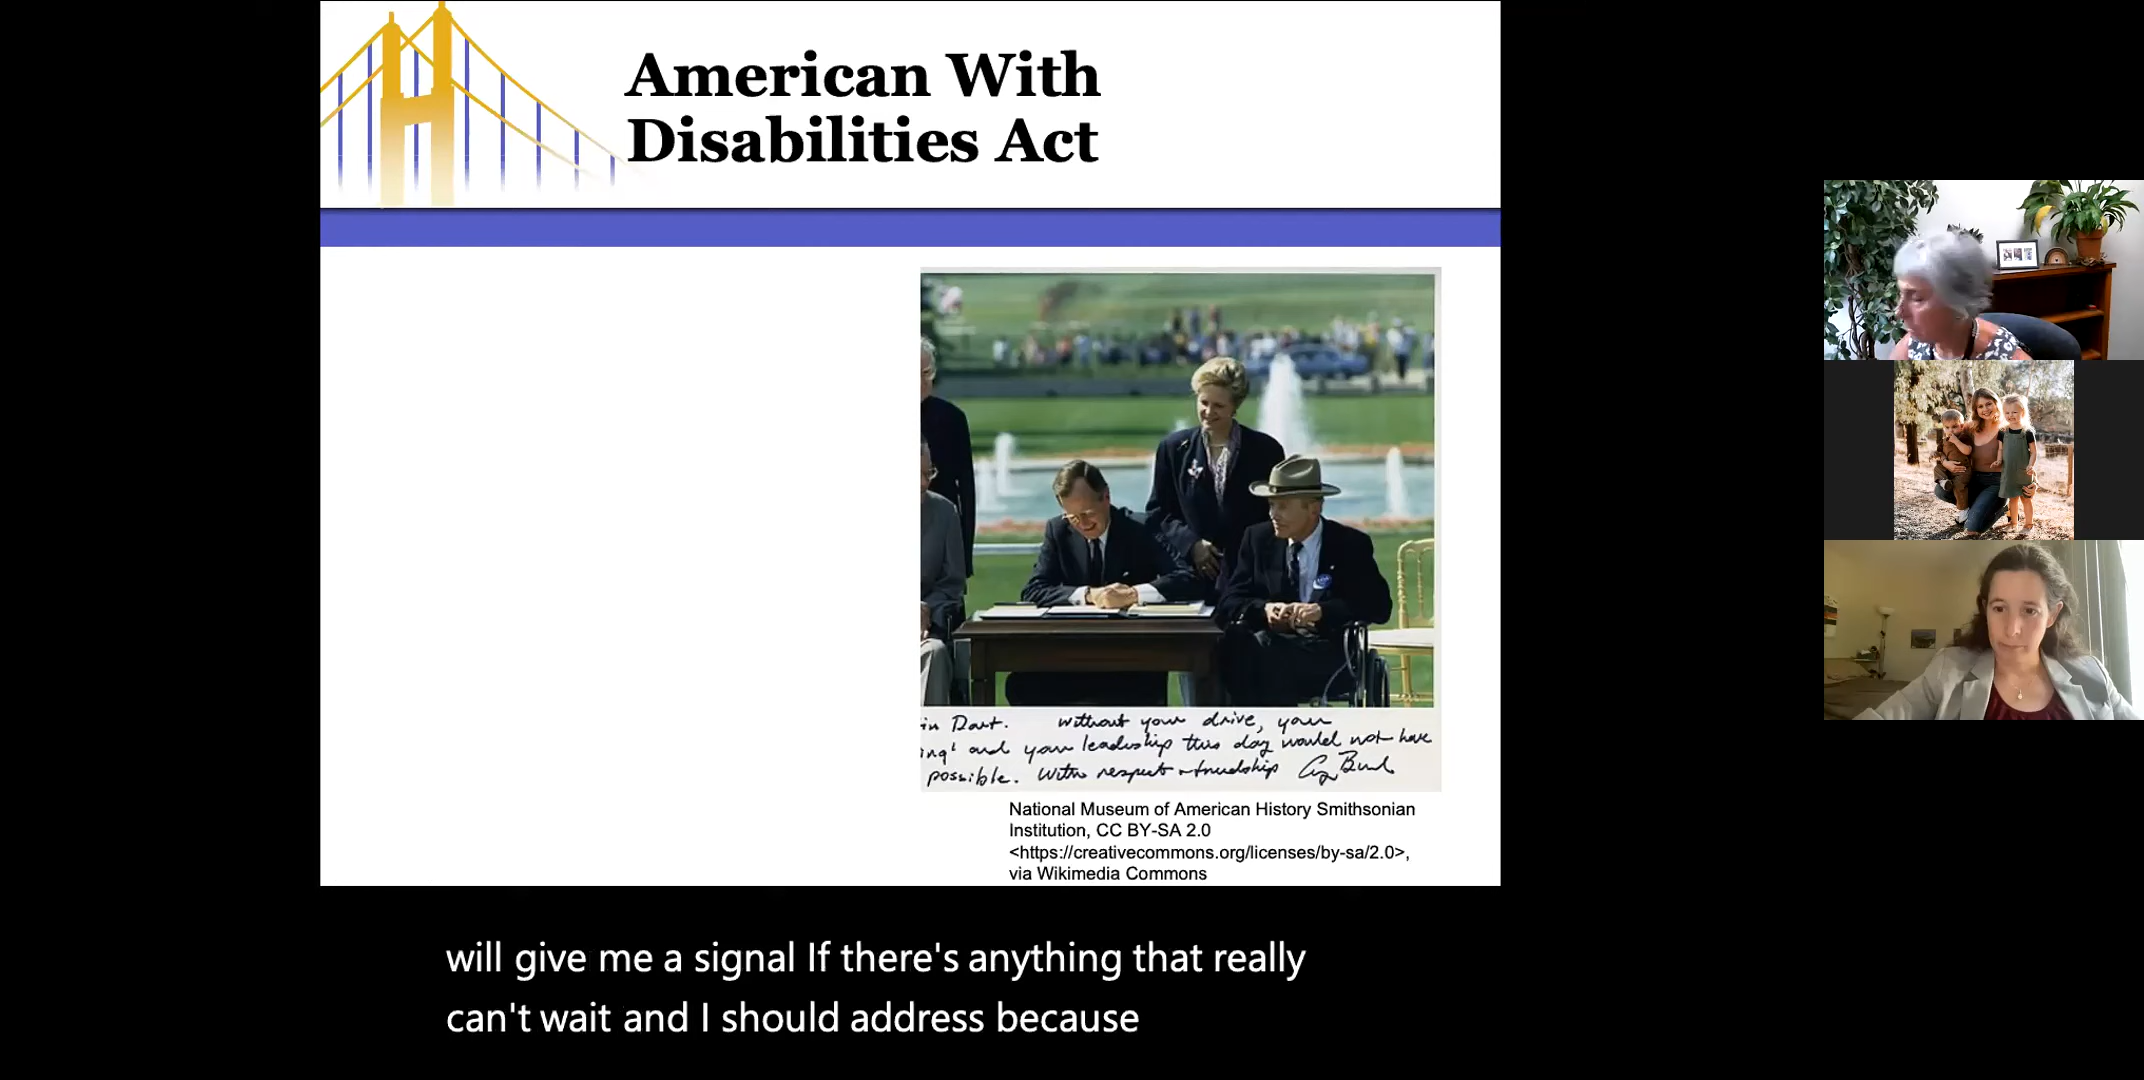 American With
Disabilities Act
in Dart. Without your drive, your
ing' and your leadership this day would not have
possible. With respect + friendship
National Museum of American History Smithsonian
Institution, CC BY-SA 2.0
<https://creativecommons.org/licenses/by-sa/2.0>,
via Wikimedia Commons
will give me a signal If there's anything that really
can't wait and I should address because